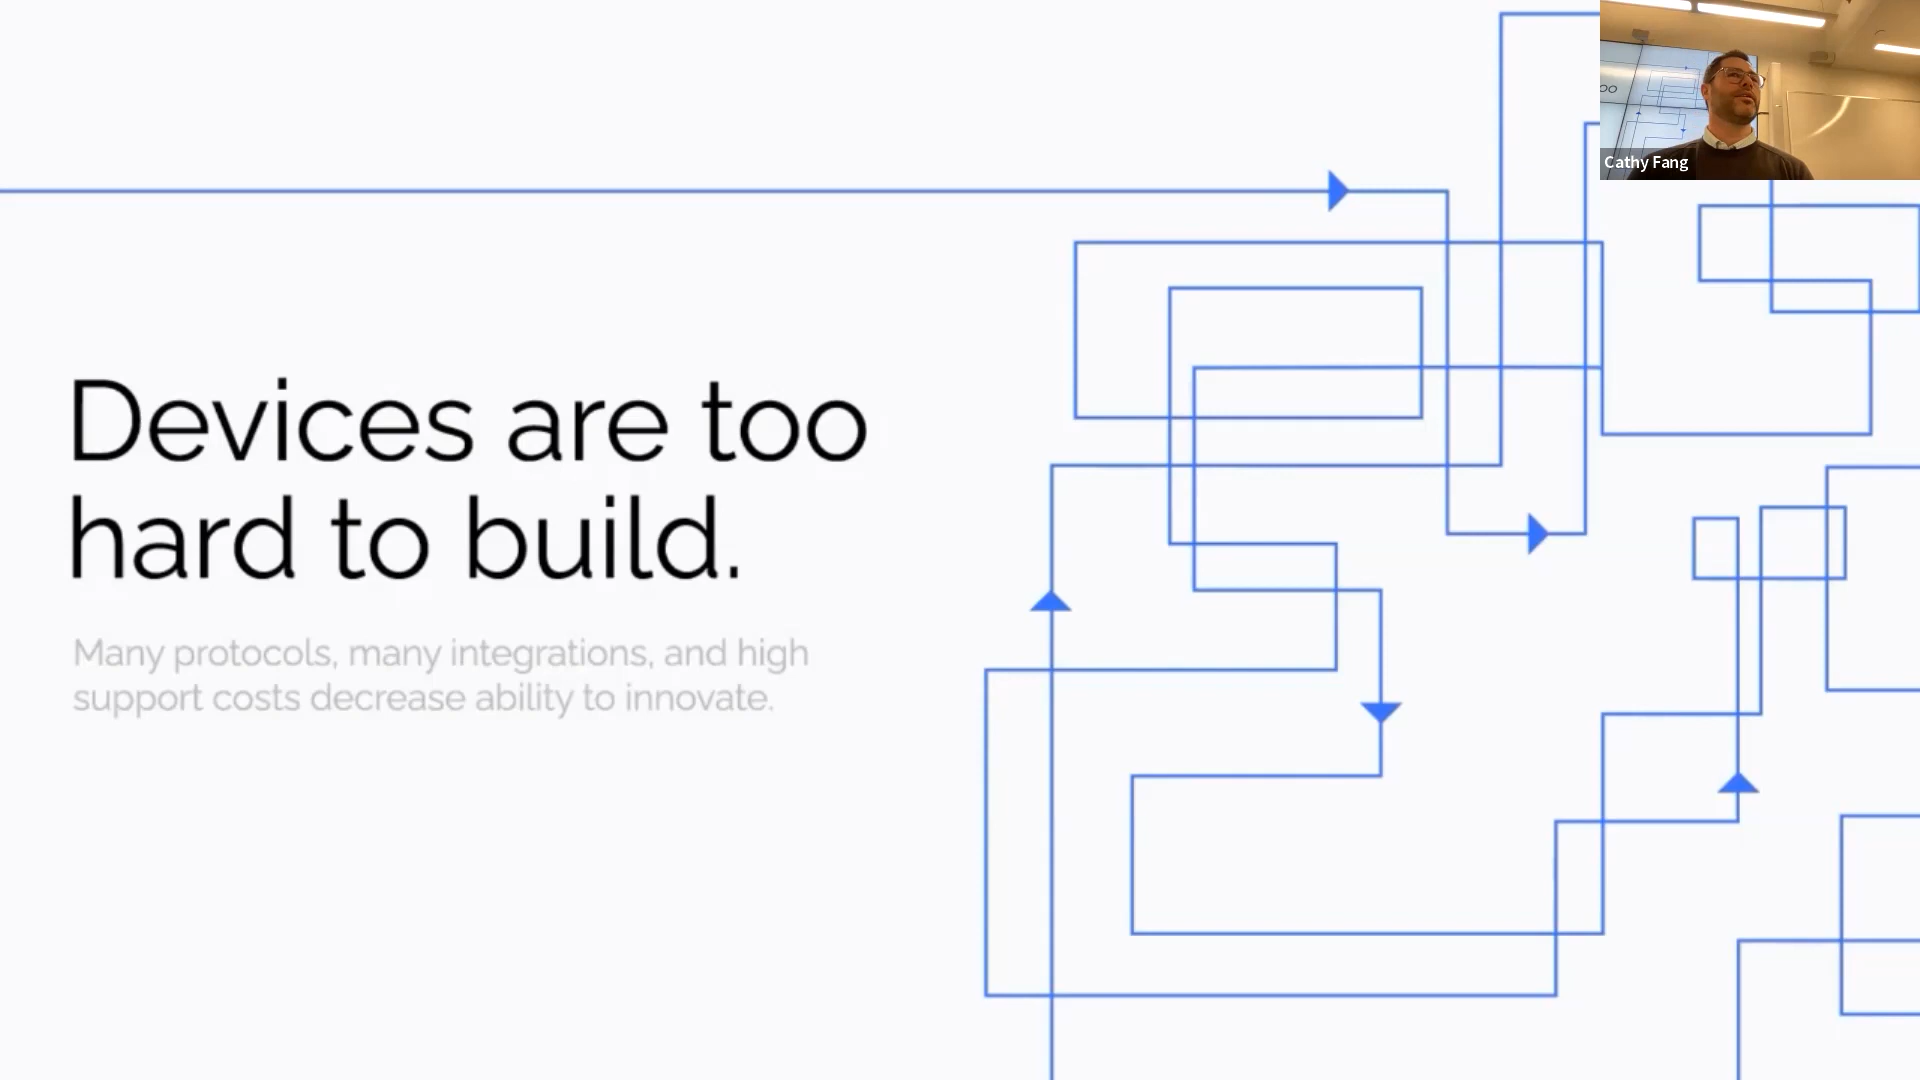 Devices are too
hard to build.
Many protocols, many integrations, and high
support costs decrease ability to innovate.
Cathy Fang
oo